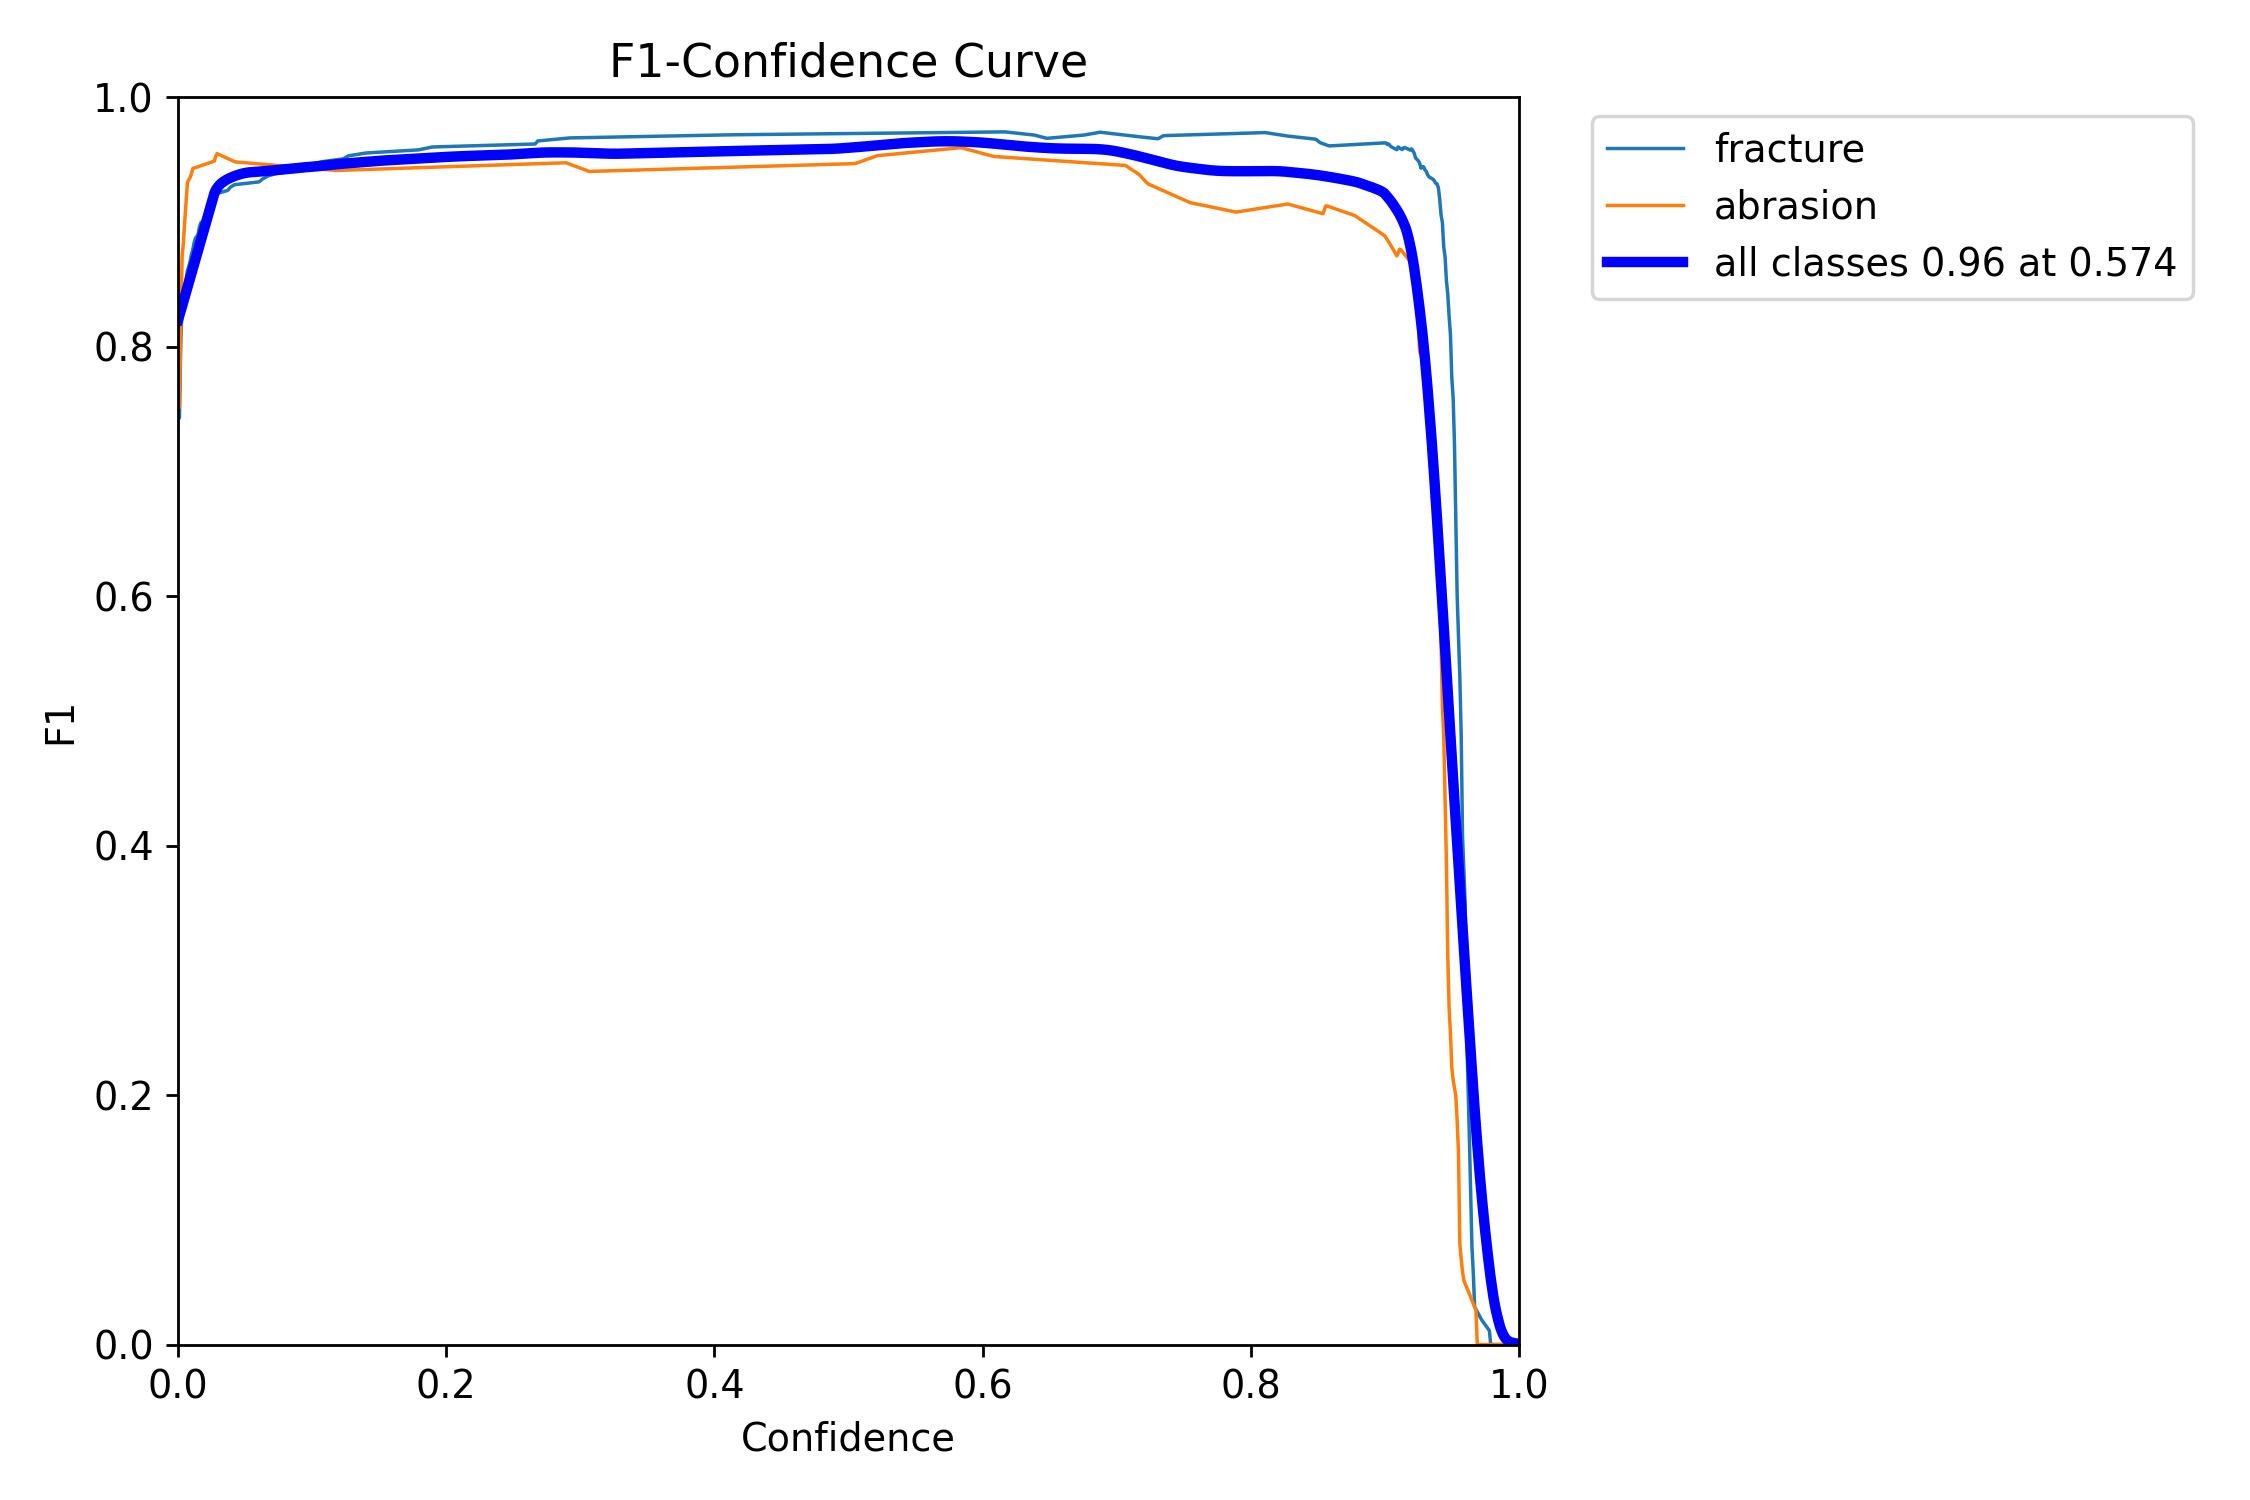 F1-Confidence Curve
1.0
0.8
0.6
0.4
0.2
0.0
F1
0.0 0.2 0.4 0.6 0.8 1.0
Confidence
fracture
abrasion
all classes 0.96 at 0.574